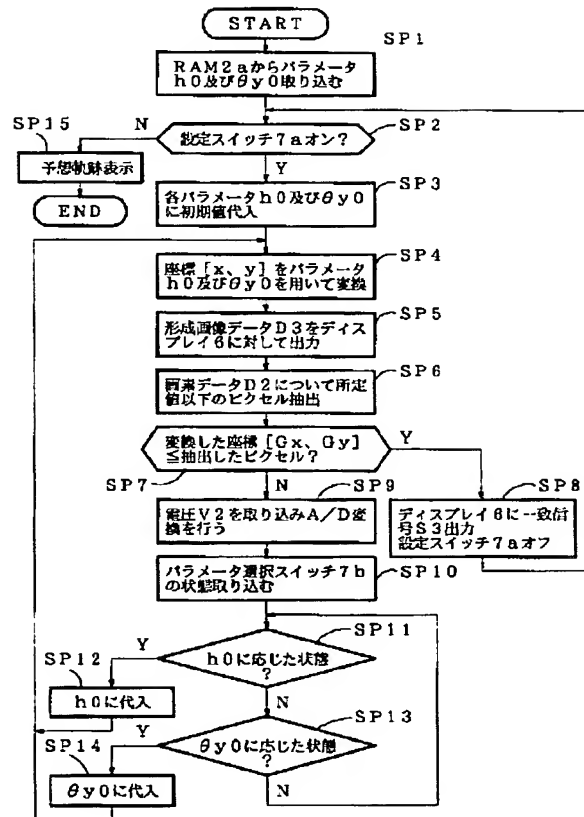 START
SP1
RAM2aからパラメータ
h0及びθy0取り込む
SP15
N
設定スイッチ7aオン?
SP2
予想軌跡表示
Y
SP3
END
各パラメータh0及びθy0
に初期値代入
SP4
座標[x、y]をパラメータ
h0及びθy0を用いて変換
SP5
形成画像データD3をディス
プレイ6に対して出力
SP6
画素データD2について所定
値以下のピクセル抽出
変換した座標[Gx、Gy]
≦抽出したピクセル?
Y
SP7
N
SP9
SP8
電圧V2を取り込みA/D変
換を行う
ディスプレイ6に一致信
号S3出力
設定スイッチ7aオフ
パラメータ選択スイッチ7b
の状態取り込む
SP10
SP11
Y
h0に応じた状態
?
SP12
h0に代入
N
SP13
Y
θy0に応じた状態
?
SP14
θy0に代入
N